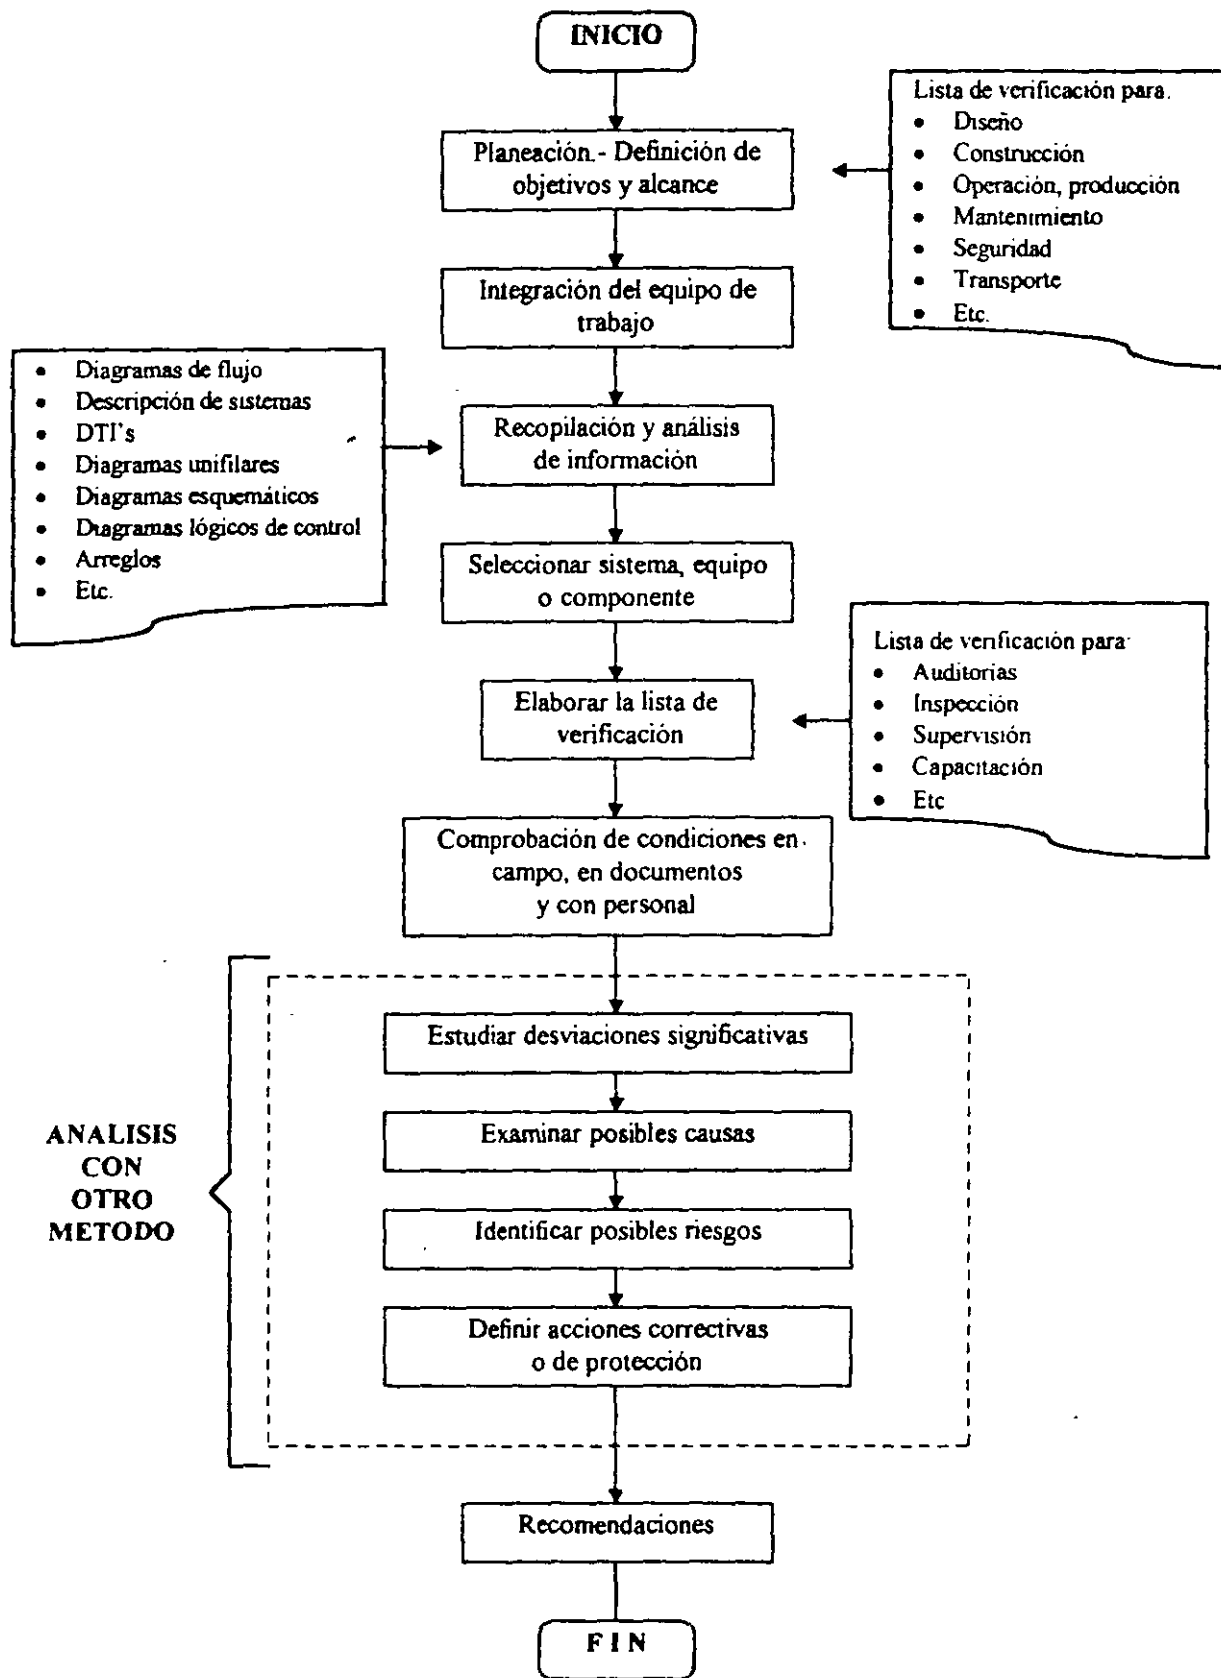 INICIO
Lista de verificación para.
• Diseño
• Construcción
• Operación, producción
• Mantenimiento
• Seguridad
• Transporte
• Etc.
Planeación.- Definición de
objetivos y alcance
Integración del equipo de
trabajo
• Diagramas de flujo
• Descripción de sistemas
• DTI's
• Diagramas unifilares
• Diagramas esquemáticos
• Diagramas lógicos de control
• Arreglos
• Etc.
Recopilación y análisis
de información
Seleccionar sistema, equipo
o componente
Lista de verificación para
• Auditorías
• Inspección
• Supervisión
• Capacitación
• Etc
Elaborar la lista de
verificación
Comprobación de condiciones en
campo, en documentos
y con personal
ANALISIS
CON
OTRO
METODO
Estudiar desviaciones significativas
Examinar posibles causas
Identificar posibles riesgos
Definir acciones correctivas
o de protección
Recomendaciones
F I N